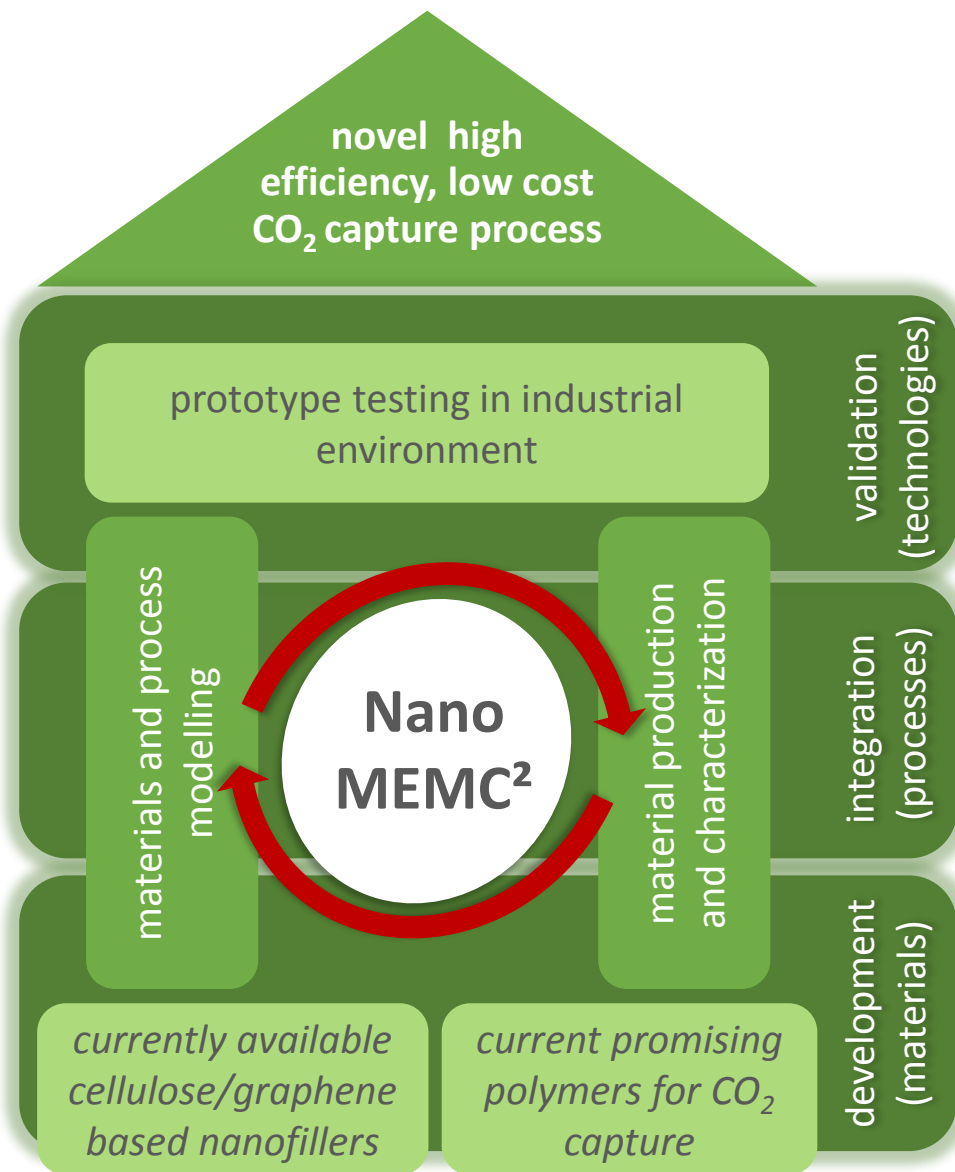 novel high
efficiency, low cost
CO₂ capture process
prototype testing in industrial
environment
validation
(technologies)
materials and process
modelling
Nano
MEMC²
material production
and characterization
integration
(processes)
currently available
cellulose/graphene
based nanofillers
current promising
polymers for CO₂
capture
development
(materials)